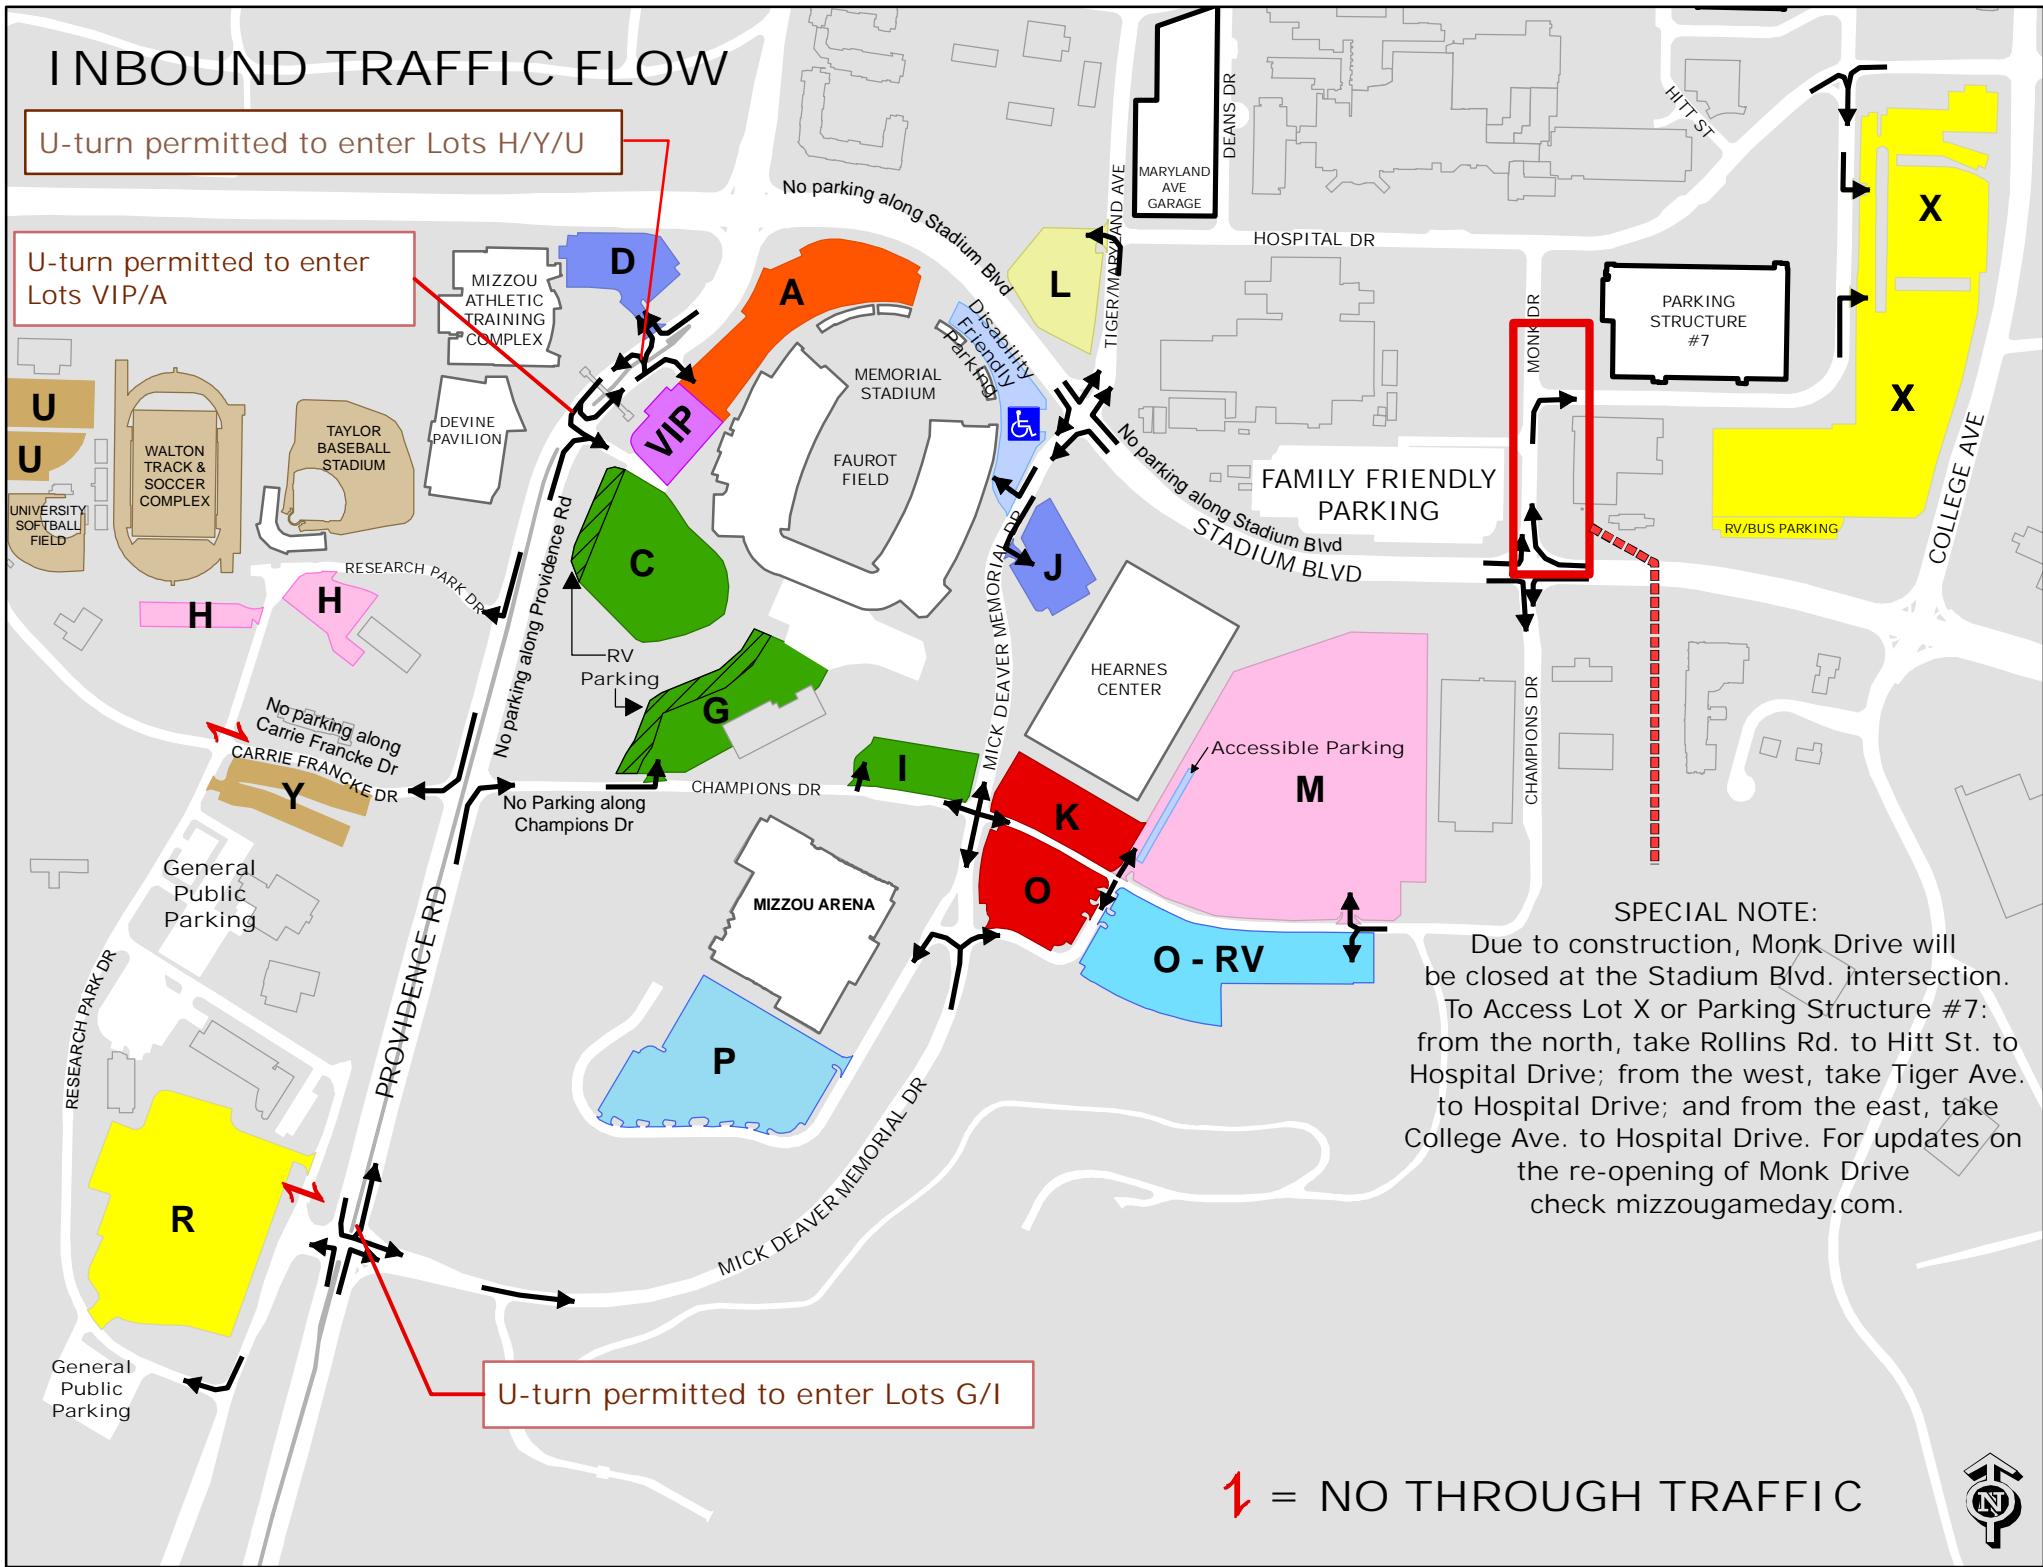 INBOUND TRAFFIC FLOW
U-turn permitted to enter Lots H/Y/U
U-turn permitted to enter
Lots VIP/A
No parking along Stadium Blvd
MARYLAND
AVE
GARAGE
DEANS DR
TIGER/MARYLAND AVE
HITT ST
HOSPITAL DR
MONK DR
PARKING
STRUCTURE
#7
X
X
RV/BUS PARKING
COLLEGE AVE
D
A
L
MIZZOU
ATHLETIC
TRAINING
COMPLEX
Disability
Friendly
Parking
MEMORIAL
STADIUM
FAUROT
FIELD
VIP
DEVINE
PAVILION
U
U
WALTON
TRACK &
SOCCER
COMPLEX
TAYLOR
BASEBALL
STADIUM
UNIVERSITY
SOFTBALL
FIELD
No parking along Stadium Blvd
STADIUM BLVD
FAMILY FRIENDLY
PARKING
C
J
RESEARCH PARK DR
H
H
No parking along Providence Rd
RV
Parking
G
MICK DEAVER MEMORIAL DR
HEARNES
CENTER
Accessible Parking
M
CHAMPIONS DR
No parking along
Carrie Francke Dr
CARRIE FRANCKE DR
Y
I
K
CHAMPIONS DR
No Parking along
Champions Dr
General
Public
Parking
MIZZOU ARENA
O
O - RV
PROVIDENCE RD
RESEARCH PARK DR
P
R
MICK DEAVER MEMORIAL DR
General
Public
Parking
U-turn permitted to enter Lots G/I
SPECIAL NOTE:
Due to construction, Monk Drive will
be closed at the Stadium Blvd. intersection.
To Access Lot X or Parking Structure #7:
from the north, take Rollins Rd. to Hitt St. to
Hospital Drive; from the west, take Tiger Ave.
to Hospital Drive; and from the east, take
College Ave. to Hospital Drive. For updates on
the re-opening of Monk Drive
check mizzougameday.com.
= NO THROUGH TRAFFIC
N